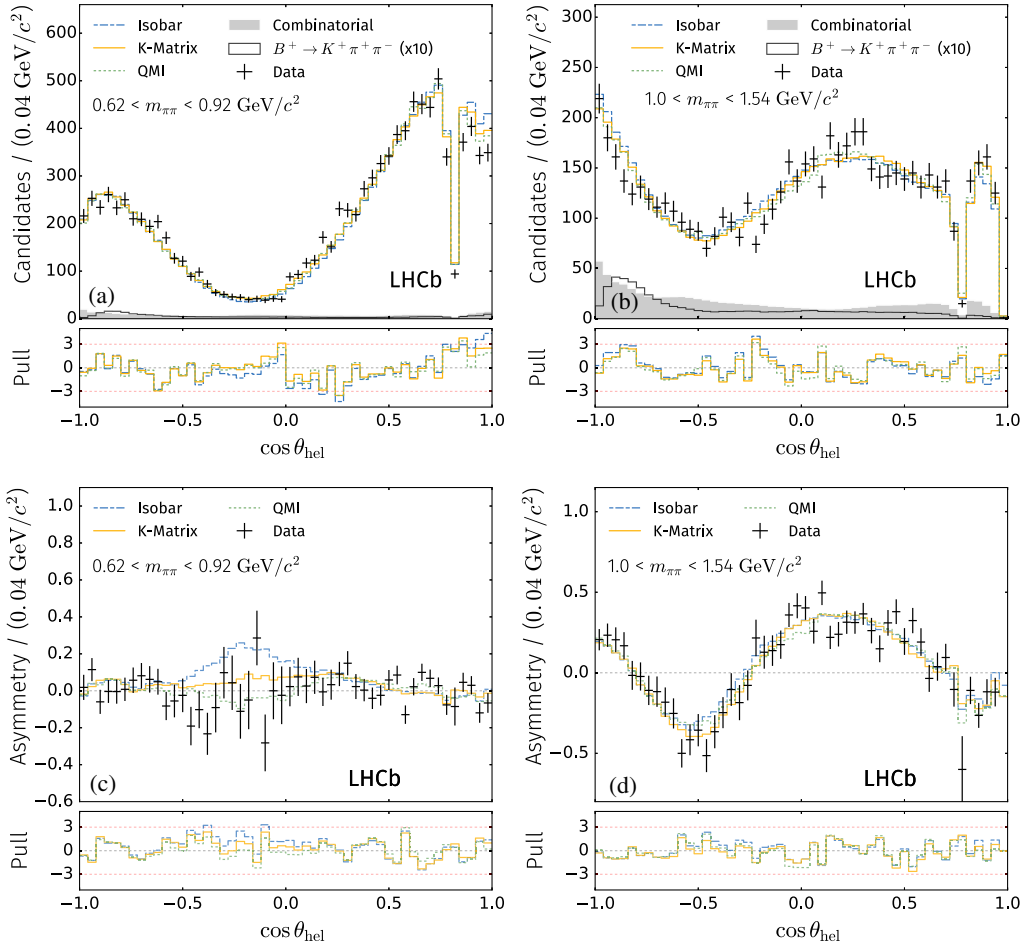 Candidates / (0.04 GeV/c²)
600
500
400
300
200
100
0
Isobar
K-Matrix
QMI
Combinatorial
B⁺ → K⁺π⁺π⁻ (x10)
Data
0.62 < mππ < 0.92 GeV/c²
(a)
LHCb
Pull
3
0
−3
−1.0 −0.5 0.0 0.5 1.0
cos θhel
Candidates / (0.04 GeV/c²)
300
250
200
150
100
50
0
Isobar
K-Matrix
QMI
Combinatorial
B⁺ → K⁺π⁺π⁻ (x10)
Data
1.0 < mππ < 1.54 GeV/c²
(b)
LHCb
Pull
3
0
−3
−1.0 −0.5 0.0 0.5 1.0
cos θhel
Asymmetry / (0.04 GeV/c²)
1.0
0.8
0.6
0.4
0.2
0.0
−0.2
−0.4
−0.6
Isobar
K-Matrix
QMI
Data
0.62 < mππ < 0.92 GeV/c²
(c)
LHCb
Pull
3
0
−3
−1.0 −0.5 0.0 0.5 1.0
cos θhel
Asymmetry / (0.04 GeV/c²)
1.0
0.5
0.0
−0.5
Isobar
K-Matrix
QMI
Data
1.0 < mππ < 1.54 GeV/c²
(d)
LHCb
Pull
3
0
−3
−1.0 −0.5 0.0 0.5 1.0
cos θhel